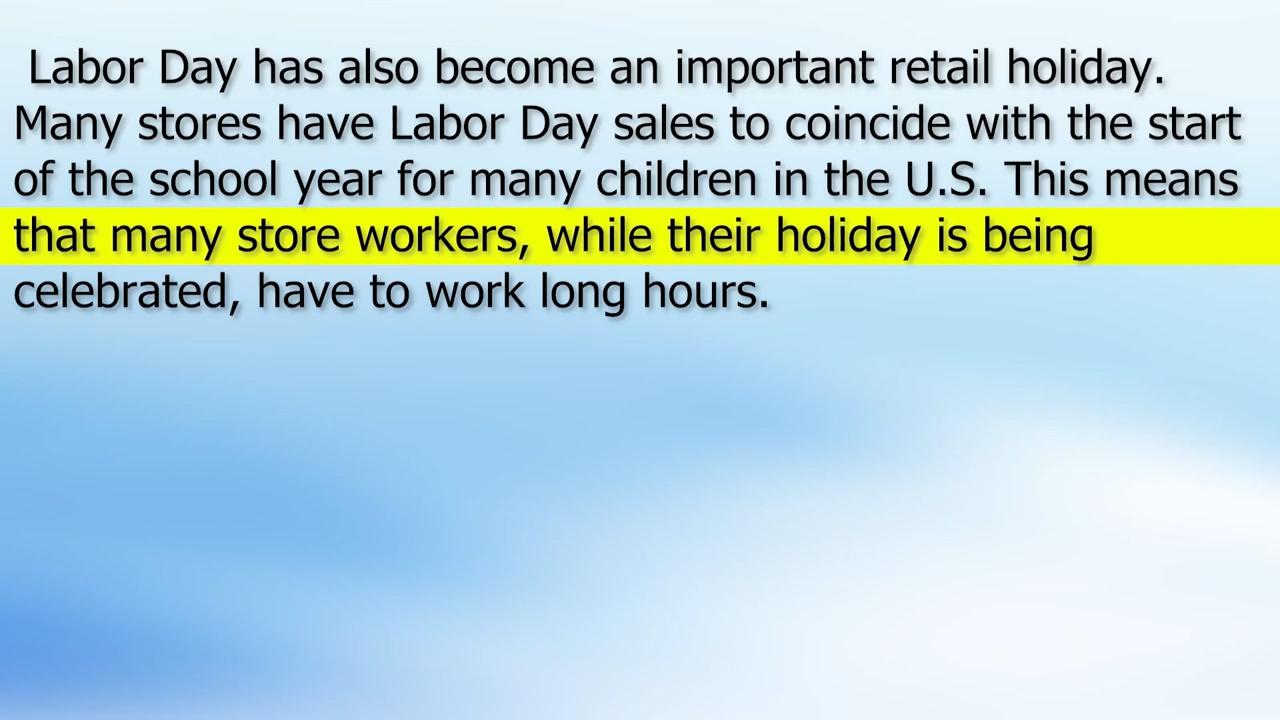 Labor Day has also become an important retail holiday.
Many stores have Labor Day sales to coincide with the start
of the school year for many children in the U.S. This means
that many store workers, while their holiday is being
celebrated, have to work long hours.